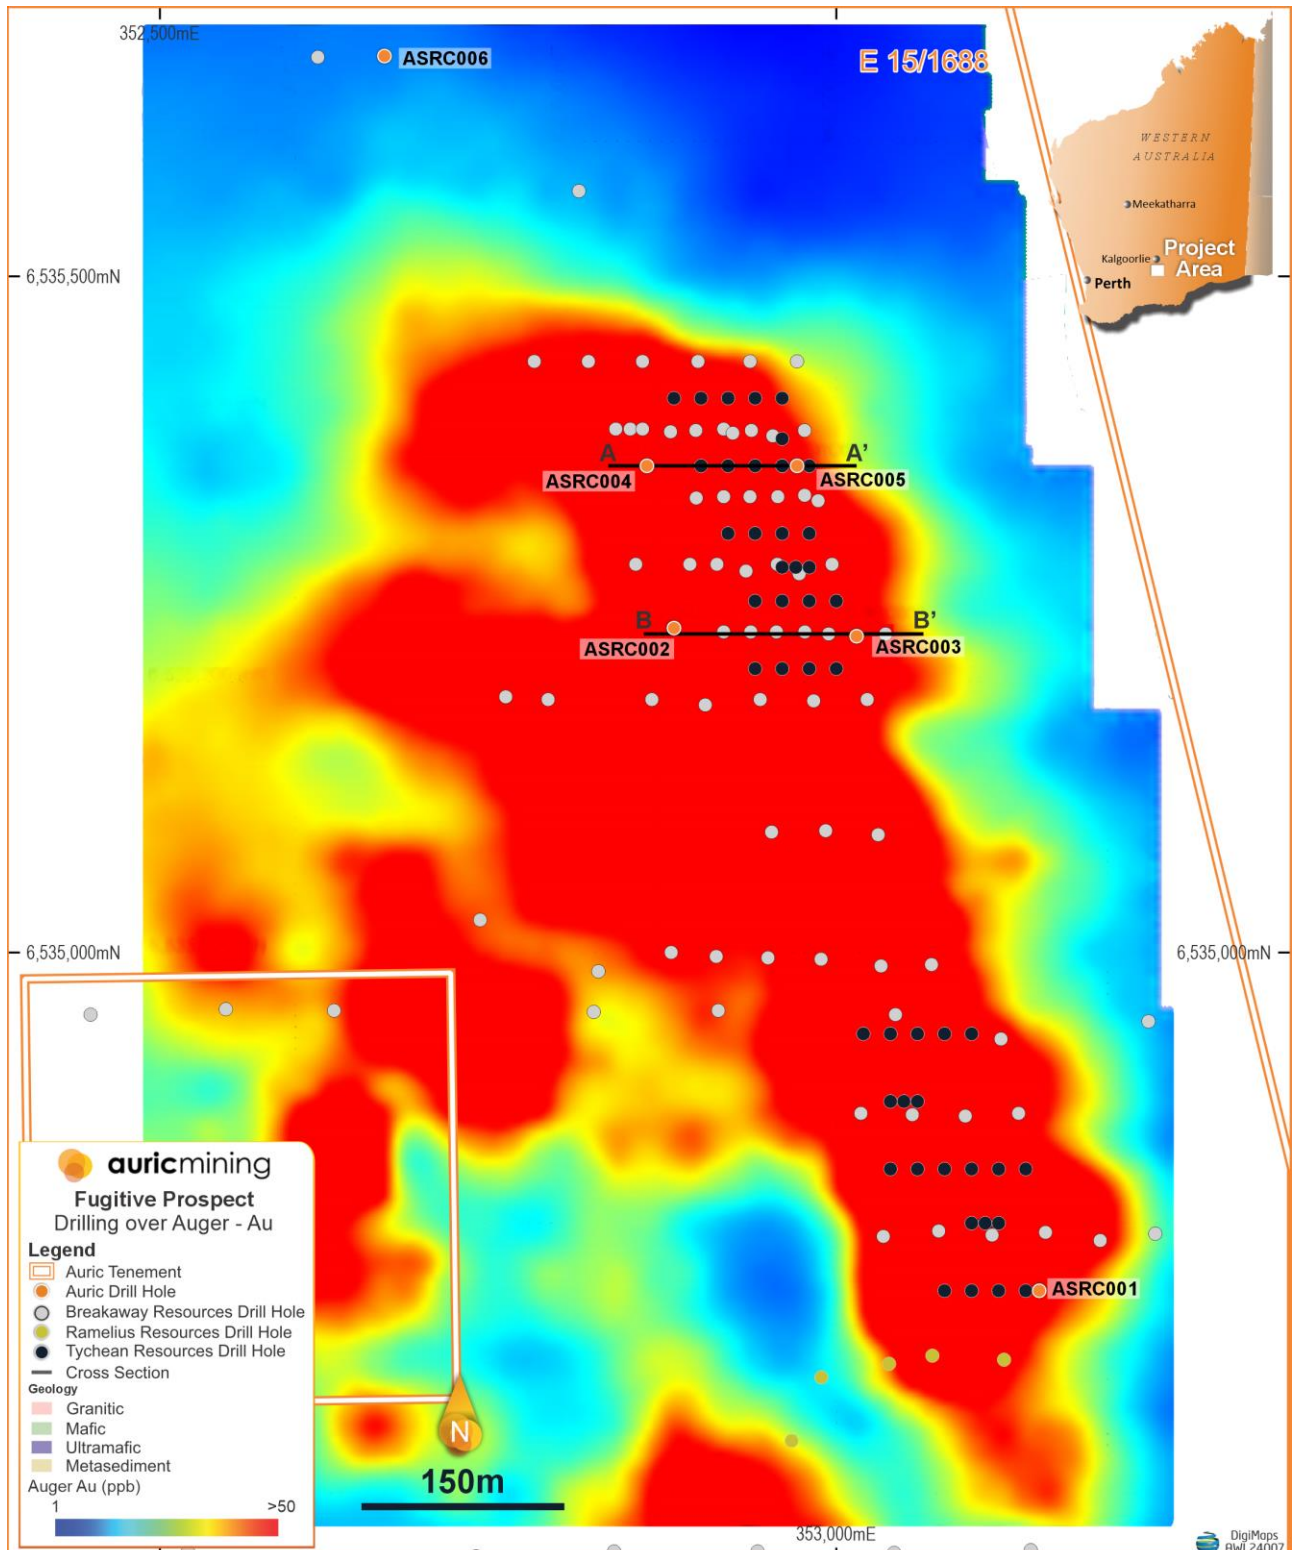 352,500mE
ASRC006
E 15/1688
WESTERN
AUSTRALIA
Meekatharra
Kalgoorlie
Project
Area
Perth
6,535,500mN
A
A’
ASRC004
ASRC005
B
B’
ASRC002
ASRC003
6,535,000mN
6,535,000mN
auricmining
Fugitive Prospect
Drilling over Auger - Au
Legend
Auric Tenement
Auric Drill Hole
Breakaway Resources Drill Hole
Ramelius Resources Drill Hole
Tychean Resources Drill Hole
Cross Section
Geology
Granitic
Mafic
Ultramafic
Metasediment
Auger Au (ppb)
1
>50
ASRC001
N
150m
353,000mE
DigiMaps
AWL24007